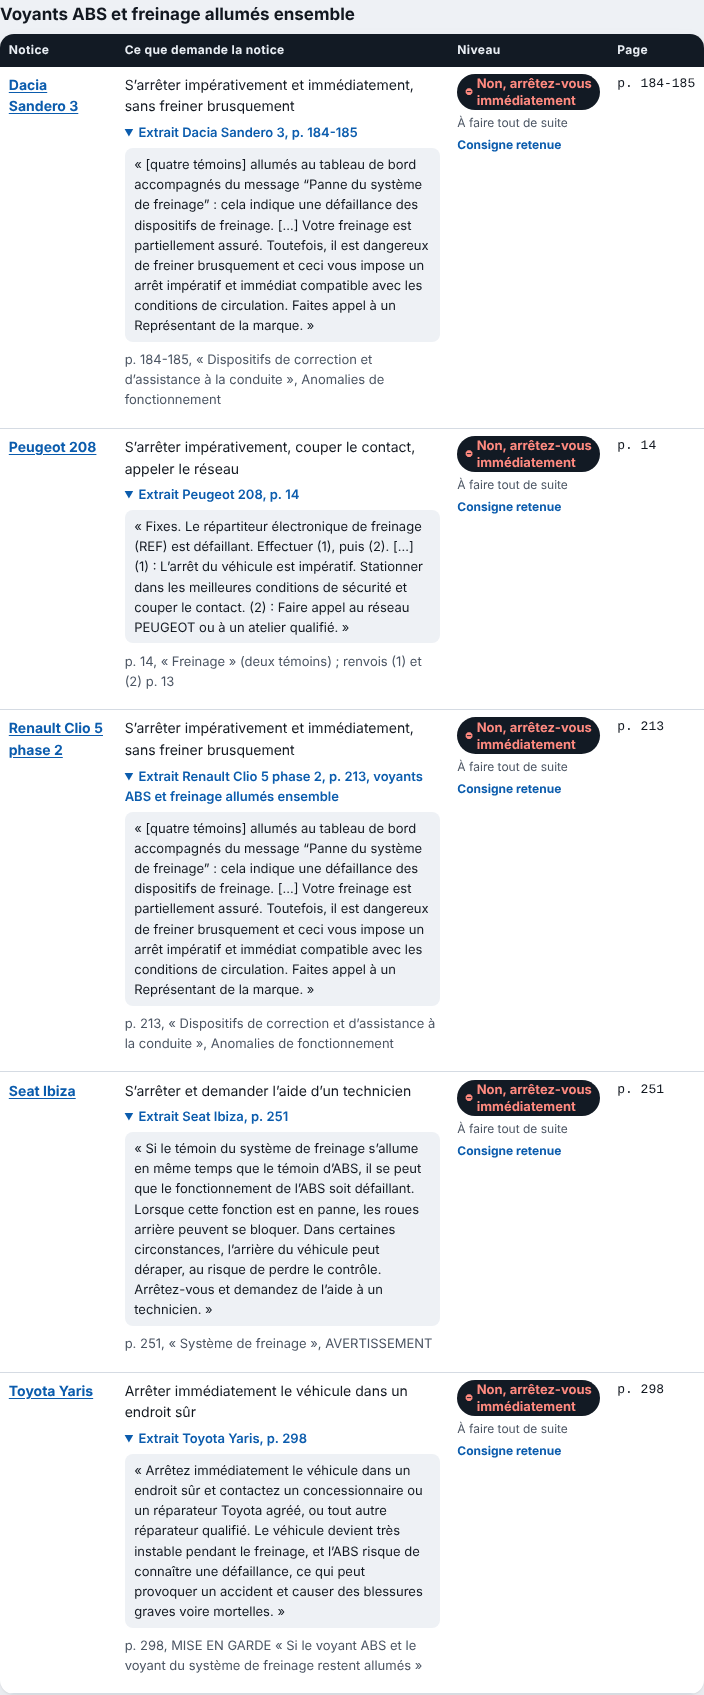 Voyants ABS et freinage allumés ensemble
Notice
Ce que demande la notice
Niveau
Page
Dacia
Sandero 3
S’arrêter impérativement et immédiatement,
sans freiner brusquement
▼ Extrait Dacia Sandero 3, p. 184-185
« [quatre témoins] allumés au tableau de bord
accompagnés du message “Panne du système
de freinage” : cela indique une défaillance des
dispositifs de freinage. [...] Votre freinage est
partiellement assuré. Toutefois, il est dangereux
de freiner brusquement et ceci vous impose un
arrêt impératif et immédiat compatible avec les
conditions de circulation. Faites appel à un
Représentant de la marque. »
p. 184-185, « Dispositifs de correction et
d’assistance à la conduite », Anomalies de
fonctionnement
Non, arrêtez-vous
immédiatement
À faire tout de suite
Consigne retenue
p. 184-185
Peugeot 208
S’arrêter impérativement, couper le contact,
appeler le réseau
▼ Extrait Peugeot 208, p. 14
« Fixes. Le répartiteur électronique de freinage
(REF) est défaillant. Effectuer (1), puis (2). [...]
(1) : L’arrêt du véhicule est impératif. Stationner
dans les meilleures conditions de sécurité et
couper le contact. (2) : Faire appel au réseau
PEUGEOT ou à un atelier qualifié. »
p. 14, « Freinage » (deux témoins) ; renvois (1) et
(2) p. 13
Non, arrêtez-vous
immédiatement
À faire tout de suite
Consigne retenue
p. 14
Renault Clio 5
phase 2
S’arrêter impérativement et immédiatement,
sans freiner brusquement
▼ Extrait Renault Clio 5 phase 2, p. 213, voyants
ABS et freinage allumés ensemble
« [quatre témoins] allumés au tableau de bord
accompagnés du message “Panne du système
de freinage” : cela indique une défaillance des
dispositifs de freinage. [...] Votre freinage est
partiellement assuré. Toutefois, il est dangereux
de freiner brusquement et ceci vous impose un
arrêt impératif et immédiat compatible avec les
conditions de circulation. Faites appel à un
Représentant de la marque. »
p. 213, « Dispositifs de correction et d’assistance à
la conduite », Anomalies de fonctionnement
Non, arrêtez-vous
immédiatement
À faire tout de suite
Consigne retenue
p. 213
Seat Ibiza
S’arrêter et demander l’aide d’un technicien
▼ Extrait Seat Ibiza, p. 251
« Si le témoin du système de freinage s’allume
en même temps que le témoin d’ABS, il se peut
que le fonctionnement de l’ABS soit défaillant.
Lorsque cette fonction est en panne, les roues
arrière peuvent se bloquer. Dans certaines
circonstances, l’arrière du véhicule peut
déraper, au risque de perdre le contrôle.
Arrêtez-vous et demandez de l’aide à un
technicien. »
p. 251, « Système de freinage », AVERTISSEMENT
Non, arrêtez-vous
immédiatement
À faire tout de suite
Consigne retenue
p. 251
Toyota Yaris
Arrêter immédiatement le véhicule dans un
endroit sûr
▼ Extrait Toyota Yaris, p. 298
« Arrêtez immédiatement le véhicule dans un
endroit sûr et contactez un concessionnaire ou
un réparateur Toyota agréé, ou tout autre
réparateur qualifié. Le véhicule devient très
instable pendant le freinage, et l’ABS risque de
connaître une défaillance, ce qui peut
provoquer un accident et causer des blessures
graves voire mortelles. »
p. 298, MISE EN GARDE « Si le voyant ABS et le
voyant du système de freinage restent allumés »
Non, arrêtez-vous
immédiatement
À faire tout de suite
Consigne retenue
p. 298